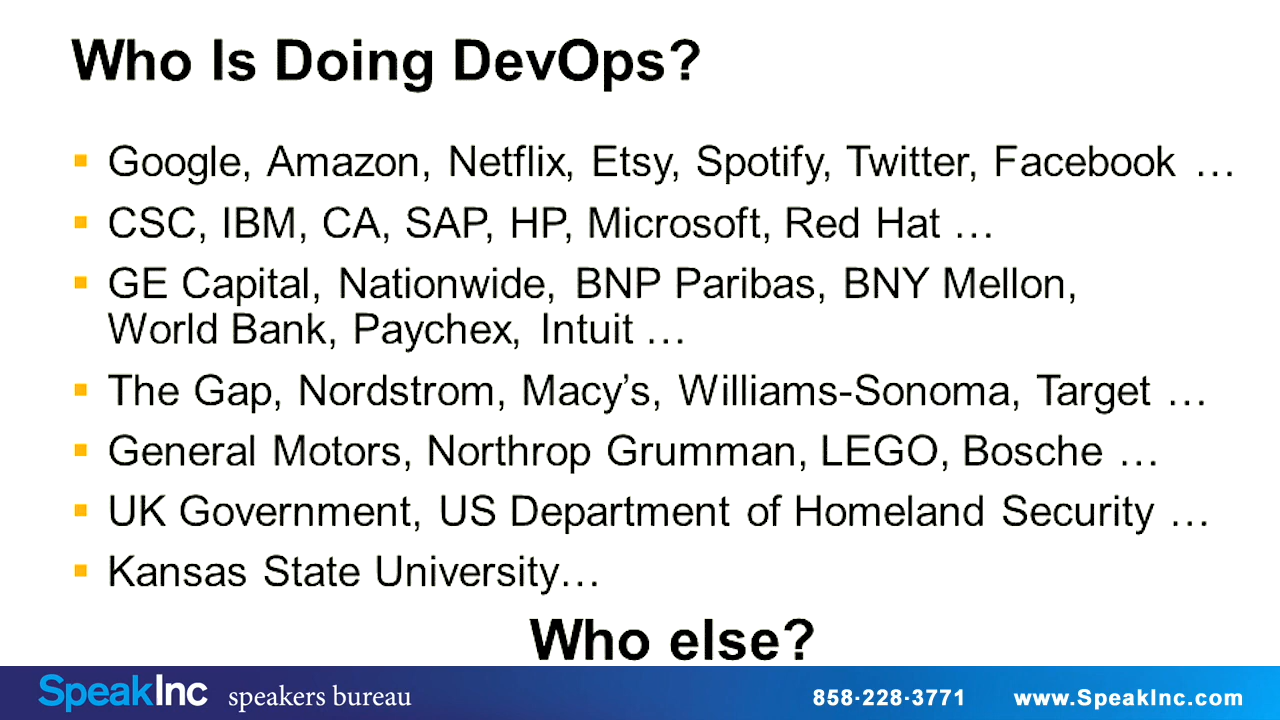 Who Is Doing DevOps?
▪ Google, Amazon, Netflix, Etsy, Spotify, Twitter, Facebook …
▪ CSC, IBM, CA, SAP, HP, Microsoft, Red Hat …
▪ GE Capital, Nationwide, BNP Paribas, BNY Mellon,
World Bank, Paychex, Intuit …
▪ The Gap, Nordstrom, Macy’s, Williams-Sonoma, Target …
▪ General Motors, Northrop Grumman, LEGO, Bosche …
▪ UK Government, US Department of Homeland Security …
▪ Kansas State University…
Who else?
SpeakInc speakers bureau 858·228·3771 www.SpeakInc.com